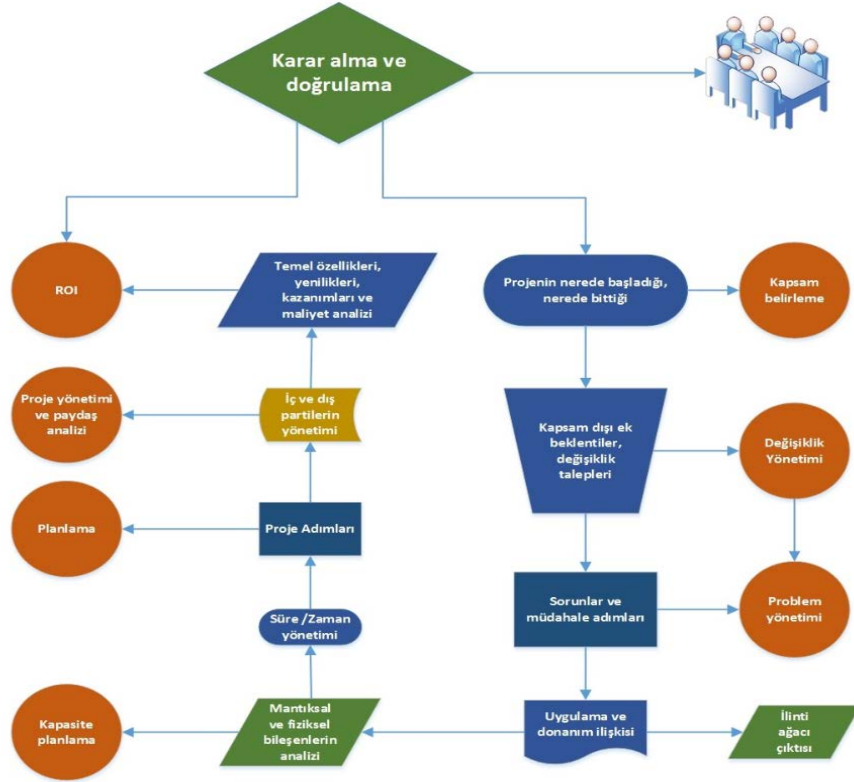 Karar alma ve
doğrulama
ROI
Temel özellikleri,
yenilikleri,
kazanımları ve
maliyet analizi
Projenin nerede başladığı,
nerede bittiği
Kapsam
belirleme
Proje yönetimi
ve paydaş
analizi
İç ve dış
partilerin
yönetimi
Kapsam dışı ek
beklentiler,
değişiklik
talepleri
Değişiklik
Yönetimi
Planlama
Proje Adımları
Sorunlar ve
müdahale adımları
Problem
yönetimi
Süre /Zaman
yönetimi
Kapasite
planlama
Mantıksal
ve fiziksel
bileşenlerin
analizi
Uygulama ve
donanım ilişkisi
İlinti
ağacı
çıktısı